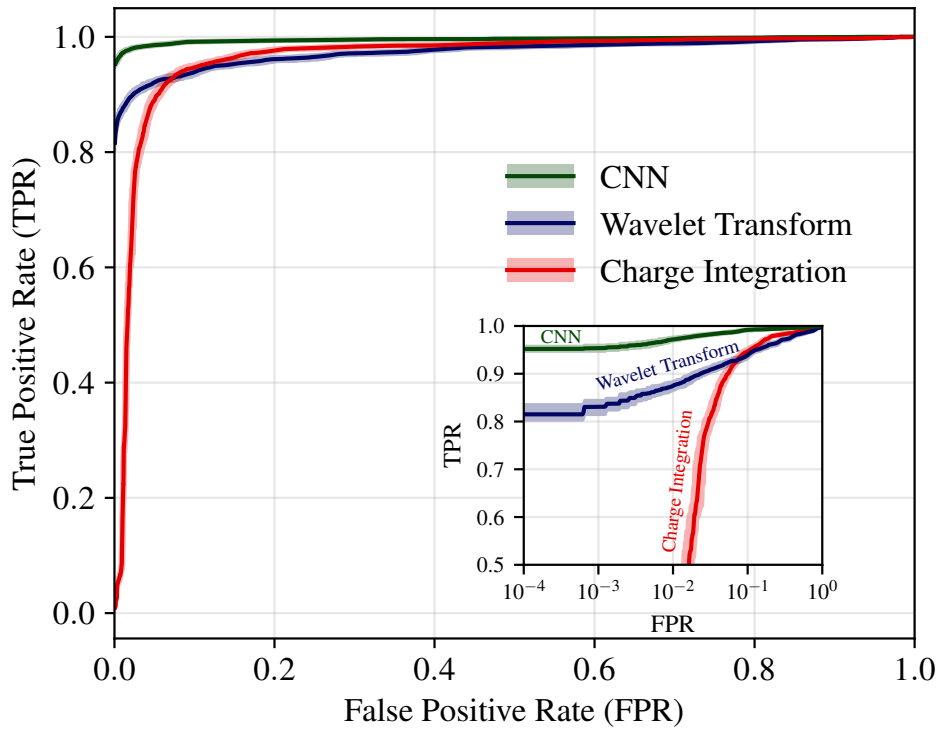 1.0
0.8
0.6
0.4
0.2
0.0
True Positive Rate (TPR)
CNN
Wavelet Transform
Charge Integration
1.0
0.9
0.8
0.7
0.6
0.5
TPR
CNN
Wavelet Transform
Charge Integration
10⁻⁴ 10⁻³ 10⁻² 10⁻¹ 10⁰
FPR
0.0 0.2 0.4 0.6 0.8 1.0
False Positive Rate (FPR)